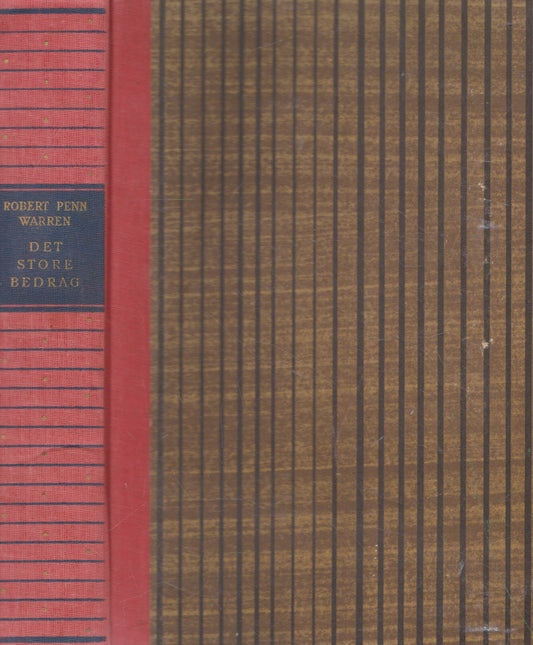 ROBERT PENN
WARREN
DET
STORE
BEDRAG